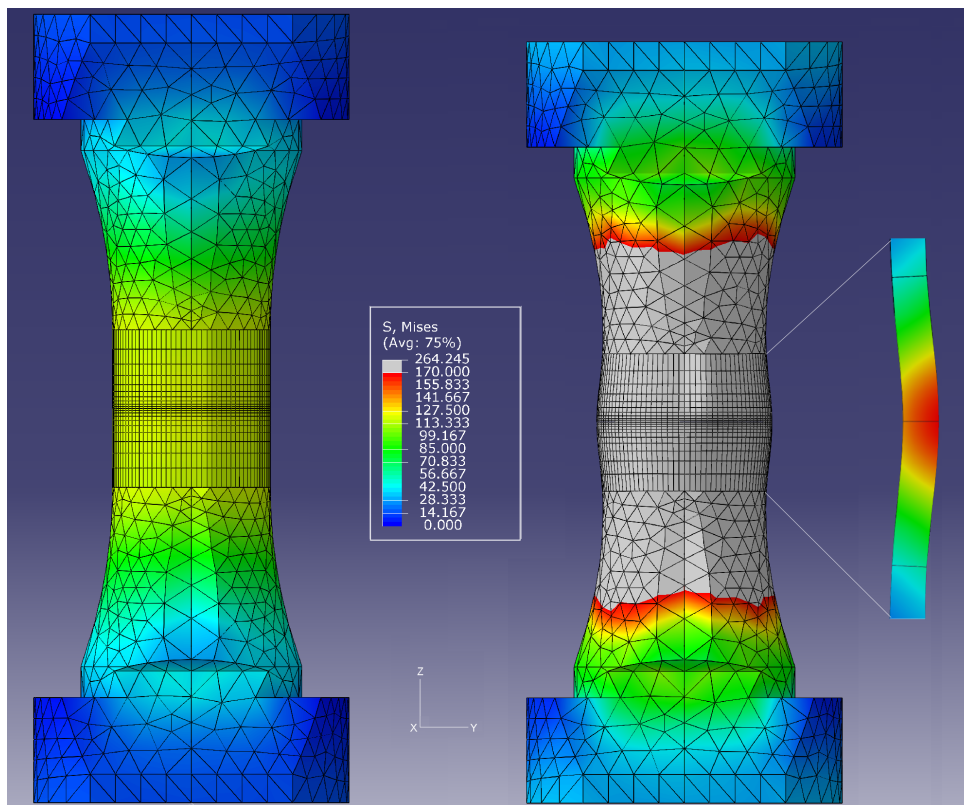 S, Mises
(Avg: 75%)
264.245
170.000
155.833
141.667
127.500
113.333
99.167
85.000
70.833
56.667
42.500
28.333
14.167
0.000
Z
X
Y